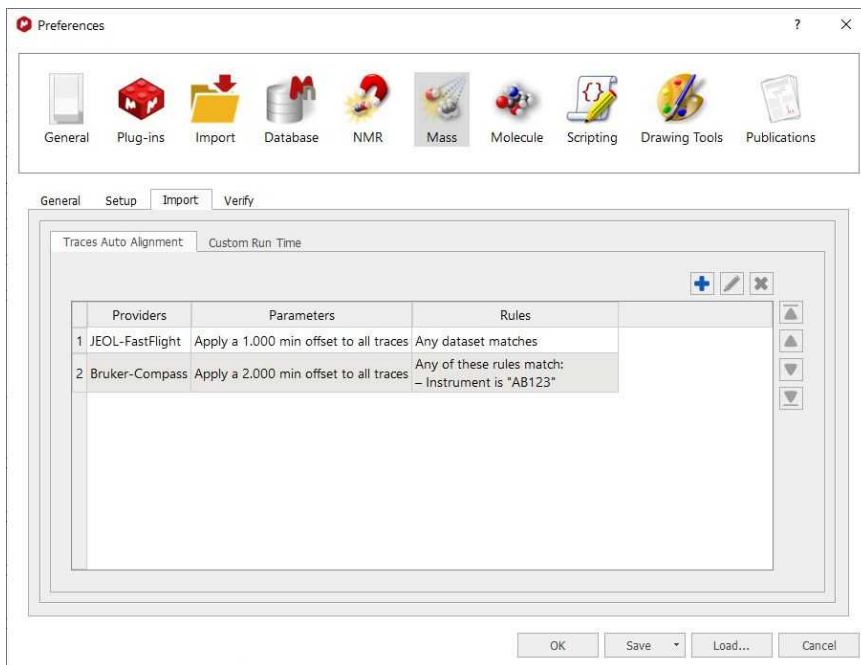 Preferences
?
×
General Plug-ins Import Database NMR Mass Molecule Scripting Drawing Tools Publications
General Setup Import Verify
Traces Auto Alignment Custom Run Time
Providers Parameters Rules
1 JEOL-FastFlight Apply a 1.000 min offset to all traces Any dataset matches
2 Bruker-Compass Apply a 2.000 min offset to all traces Any of these rules match:
– Instrument is "AB123"
OK Save Load... Cancel